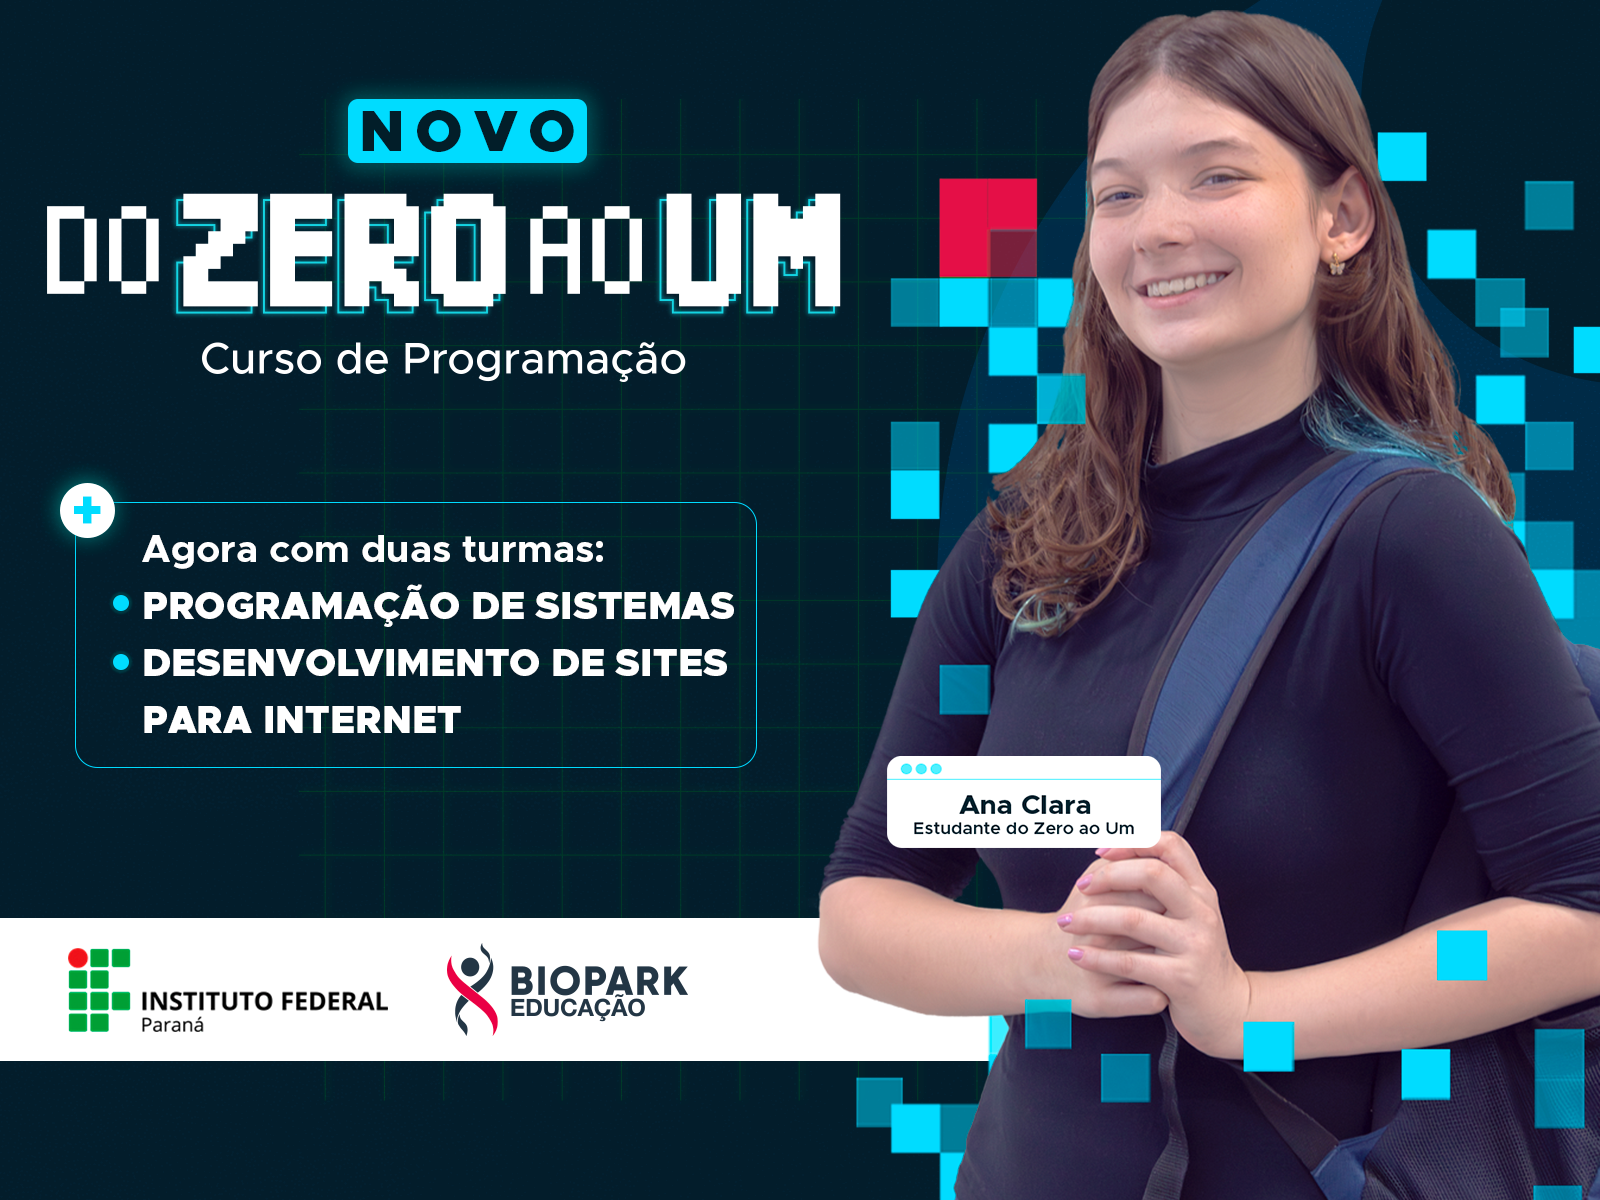 NOVO
DO ZERO AO UM
Curso de Programação
Agora com duas turmas:
PROGRAMAÇÃO DE SISTEMAS
DESENVOLVIMENTO DE SITES
PARA INTERNET
Ana Clara
Estudante do Zero ao Um
INSTITUTO FEDERAL
Paraná
BIOPARK
EDUCAÇÃO